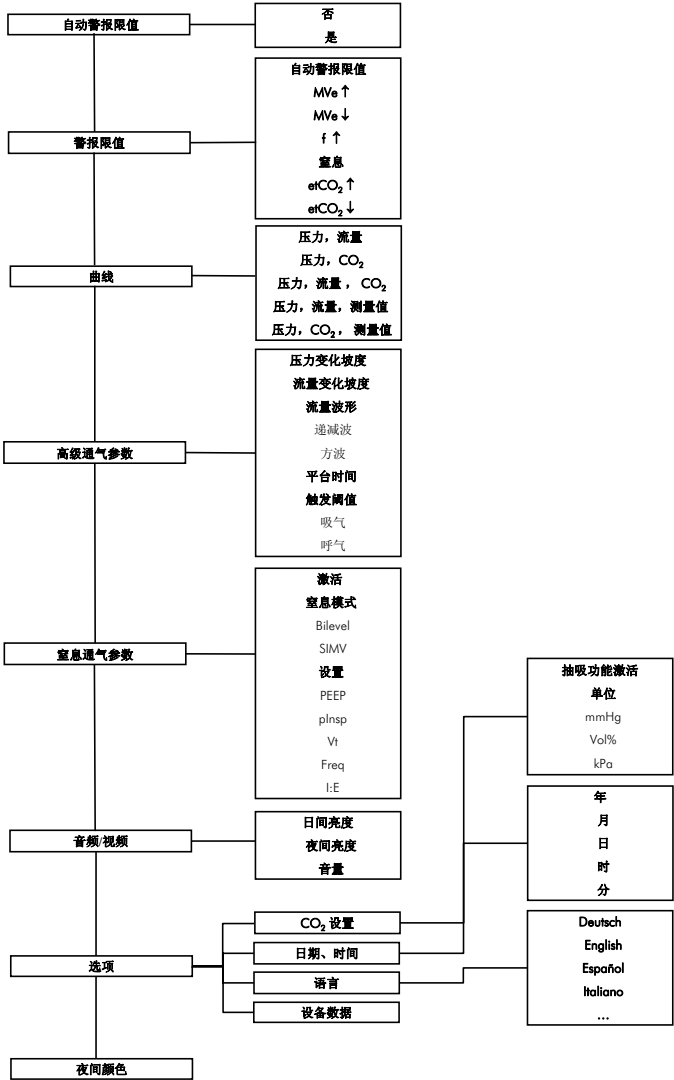 自动警报限值
否
是
警报限值
自动警报限值
MVe ↑
MVe ↓
f ↑
窒息
etCO₂ ↑
etCO₂ ↓
曲线
压力，流量
压力，CO₂
压力，流量，CO₂
压力，流量，测量值
压力，CO₂，测量值
高级通气参数
压力变化坡度
流量变化坡度
流量波形
递减波
方波
平台时间
触发阈值
吸气
呼气
窒息通气参数
激活
窒息模式
Bilevel
SIMV
设置
PEEP
pInsp
Vt
Freq
I:E
音频/视频
日间亮度
夜间亮度
音量
选项
CO₂ 设置
抽吸功能激活
单位
mmHg
Vol%
kPa
日期、时间
年
月
日
时
分
语言
Deutsch
English
Español
Italiano
...
设备数据
夜间颜色